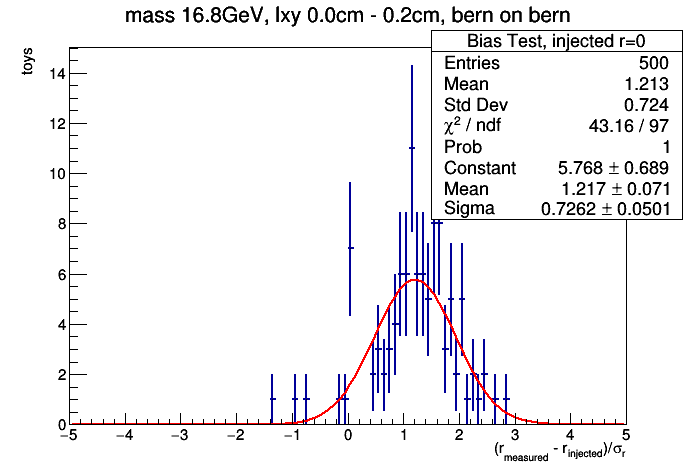 mass 16.8GeV, lxy 0.0cm - 0.2cm, bern on bern
Bias Test, injected r=0
Entries 500
Mean 1.213
Std Dev 0.724
χ² / ndf 43.16 / 97
Prob 1
Constant 5.768 ± 0.689
Mean 1.217 ± 0.071
Sigma 0.7262 ± 0.0501
toys
14
12
10
8
6
4
2
0
−5 −4 −3 −2 −1 0 1 2 3 4 5
(r_measured - r_injected)/σ_r